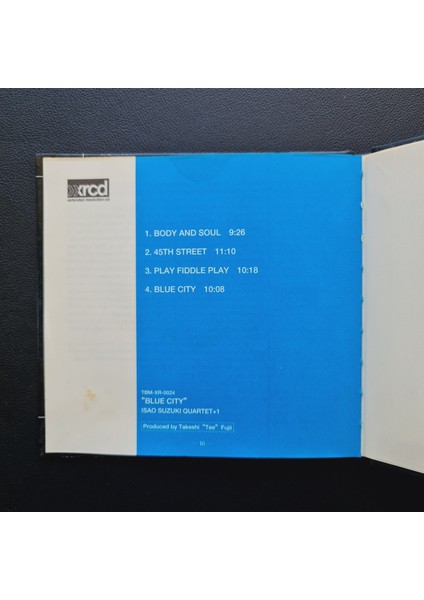 xrcd
extended resolution cd
1. BODY AND SOUL 9:26
2. 45TH STREET 11:10
3. PLAY FIDDLE PLAY 10:18
4. BLUE CITY 10:08
TBM-XR-0024
"BLUE CITY"
ISAO SUZUKI QUARTET+1
Produced by Takeshi "Tee" Fujii